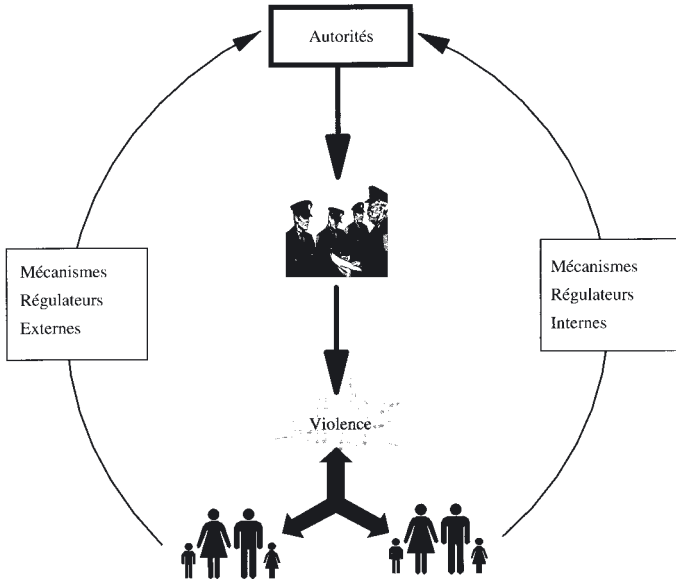 Autorités
Mécanismes
Régulateurs
Externes
Mécanismes
Régulateurs
Internes
Violence